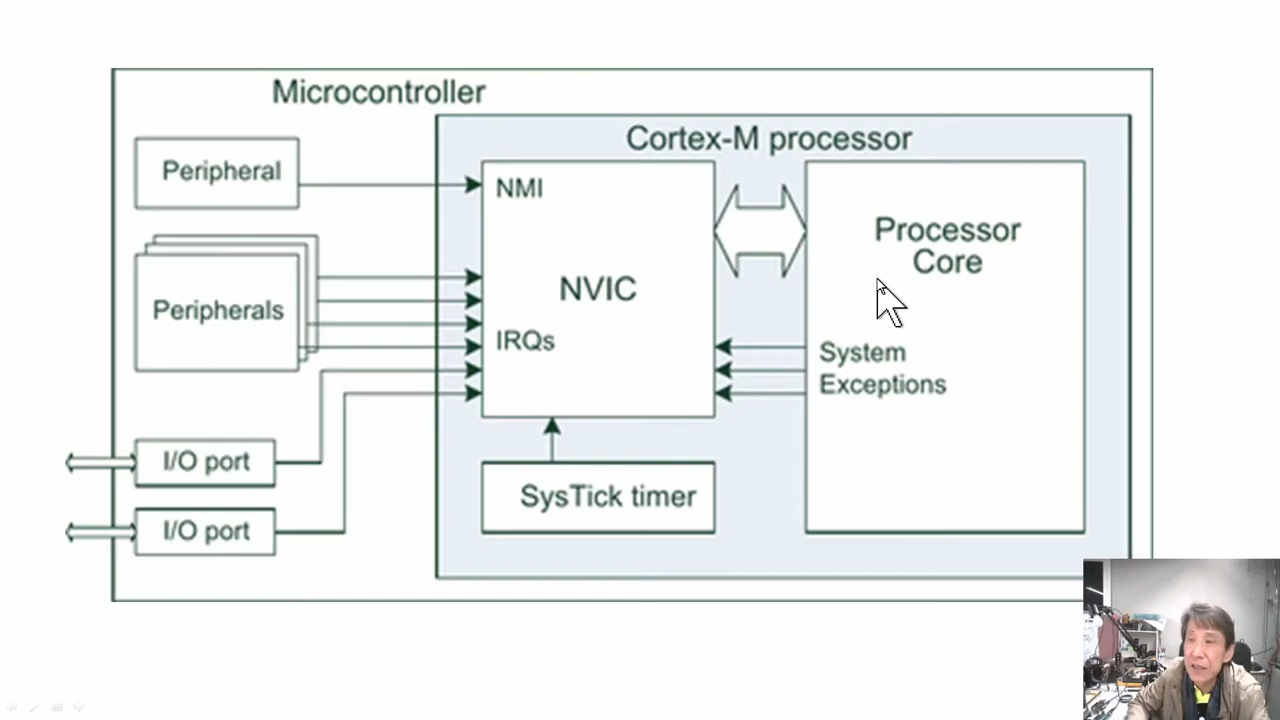 Microcontroller
Cortex-M processor
Peripheral
NMI
Processor
Core
NVIC
Peripherals
IRQs
System
Exceptions
I/O port
SysTick timer
I/O port